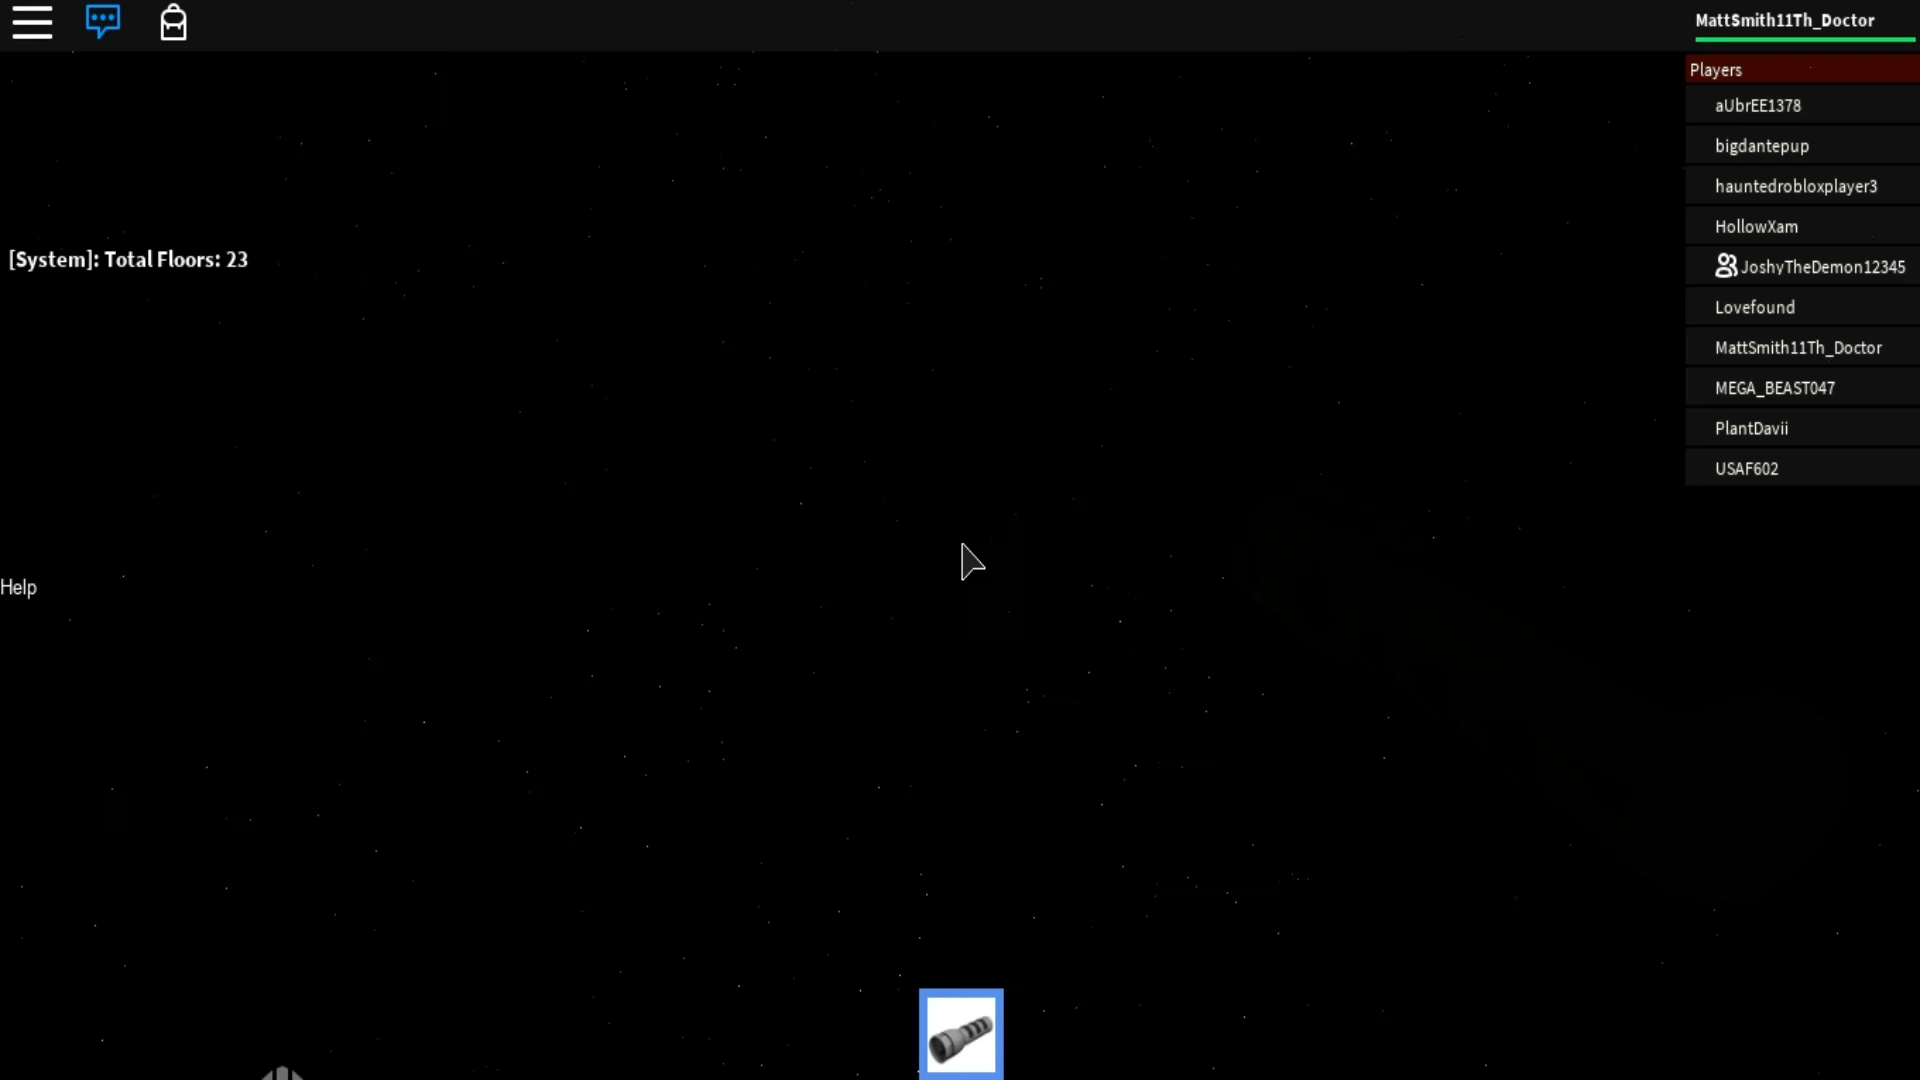 MattSmith11Th_Doctor
Players
aUbrEE1378
bigdantepup
hauntedrobloxplayer3
HollowXam
JoshyTheDemon12345
Lovefound
MattSmith11Th_Doctor
MEGA_BEAST047
PlantDavii
USAF602
[System]: Total Floors: 23
Help